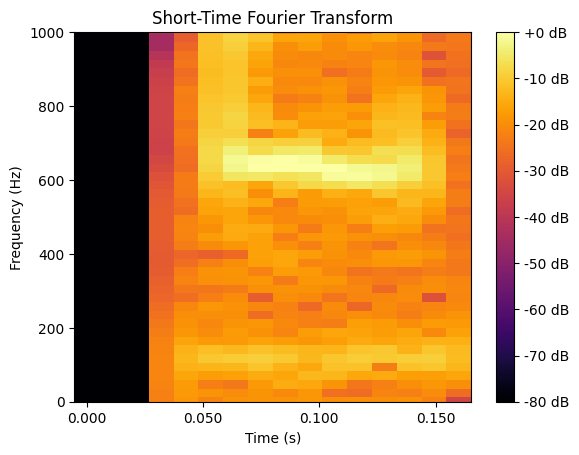 Short-Time Fourier Transform
1000
800
600
400
200
0
Frequency (Hz)
0.000
0.050
0.100
0.150
Time (s)
+0 dB
-10 dB
-20 dB
-30 dB
-40 dB
-50 dB
-60 dB
-70 dB
-80 dB